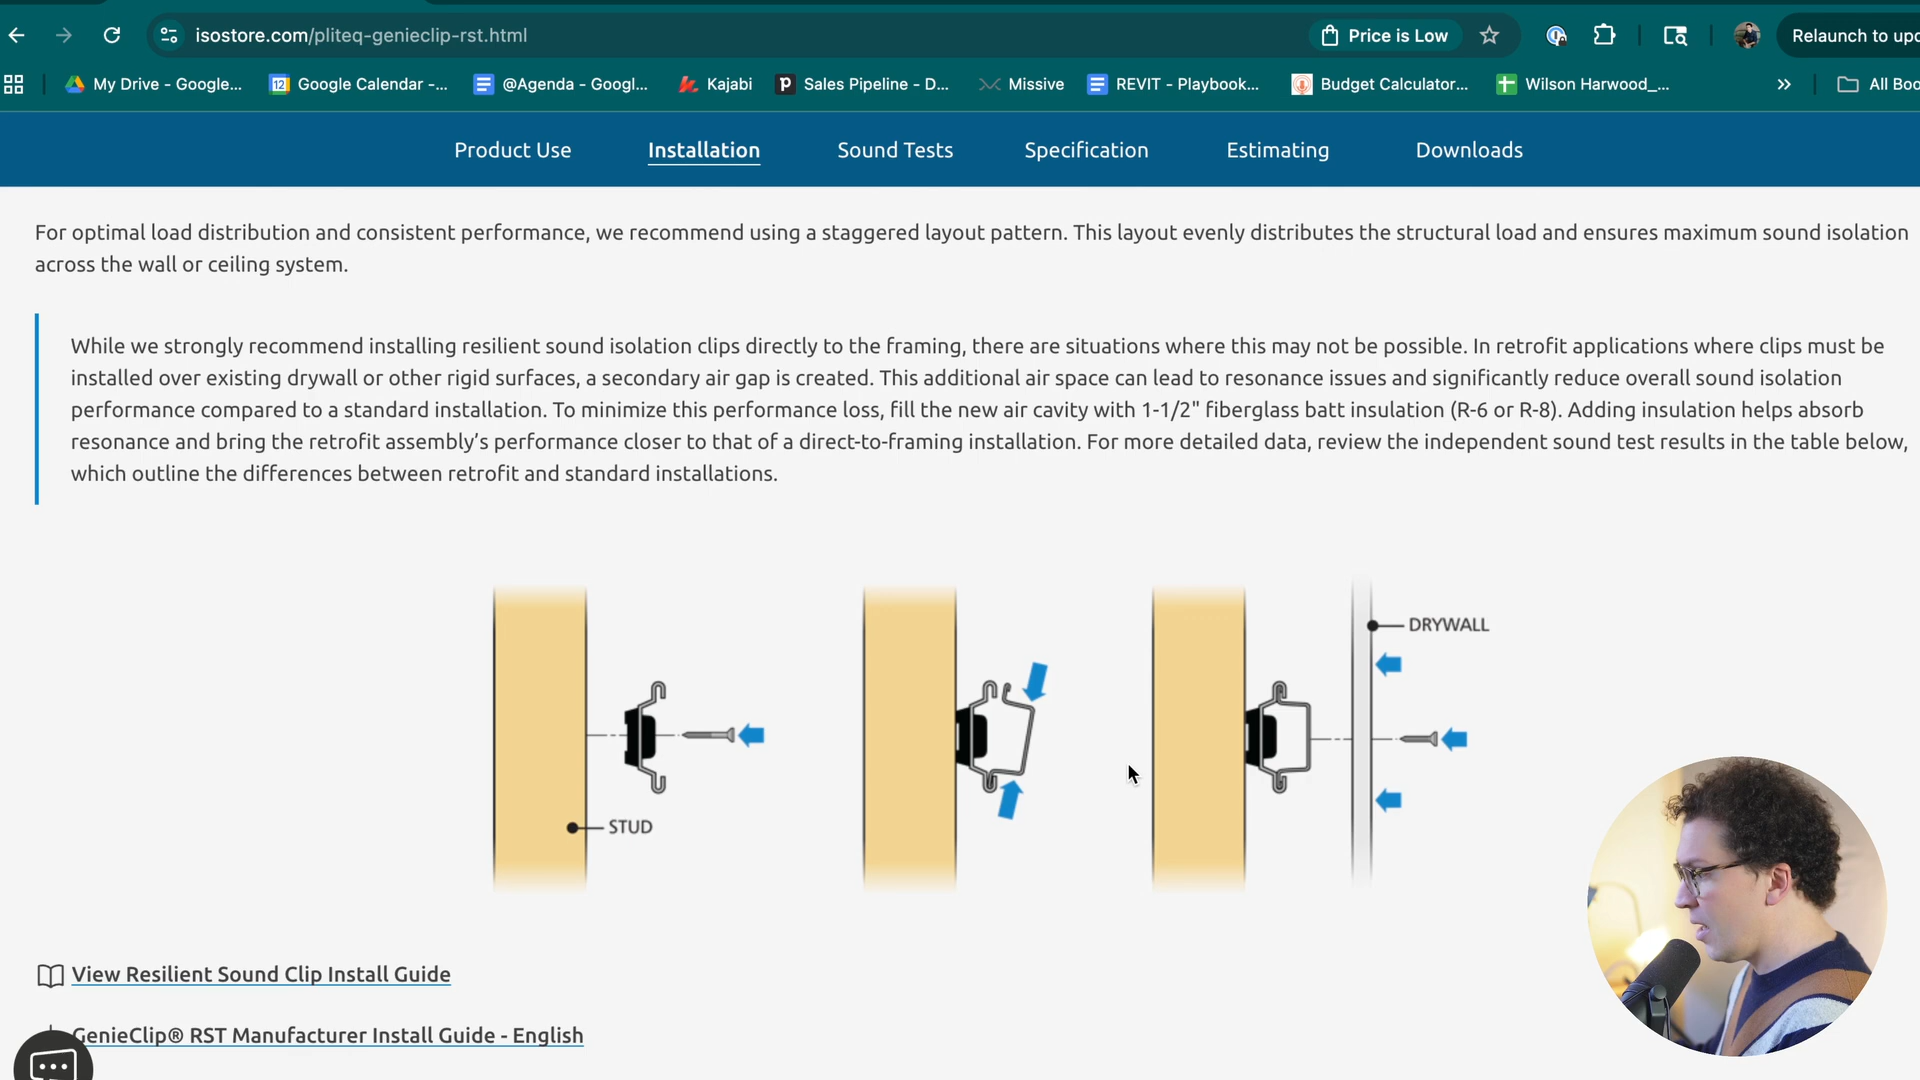 isostore.com/pliteq-genieclip-rst.html
Price is Low
Relaunch to upd
My Drive - Google...
12
Google Calendar -...
@Agenda - Googl...
Kajabi
Sales Pipeline - D...
Missive
REVIT - Playbook...
Budget Calculator...
Wilson Harwood_...
All Boo
Product Use
Installation
Sound Tests
Specification
Estimating
Downloads
For optimal load distribution and consistent performance, we recommend using a staggered layout pattern. This layout evenly distributes the structural load and ensures maximum sound isolation
across the wall or ceiling system.
While we strongly recommend installing resilient sound isolation clips directly to the framing, there are situations where this may not be possible. In retrofit applications where clips must be
installed over existing drywall or other rigid surfaces, a secondary air gap is created. This additional air space can lead to resonance issues and significantly reduce overall sound isolation
performance compared to a standard installation. To minimize this performance loss, fill the new air cavity with 1-1/2" fiberglass batt insulation (R-6 or R-8). Adding insulation helps absorb
resonance and bring the retrofit assembly’s performance closer to that of a direct-to-framing installation. For more detailed data, review the independent sound test results in the table below,
which outline the differences between retrofit and standard installations.
DRYWALL
STUD
View Resilient Sound Clip Install Guide
GenieClip® RST Manufacturer Install Guide - English